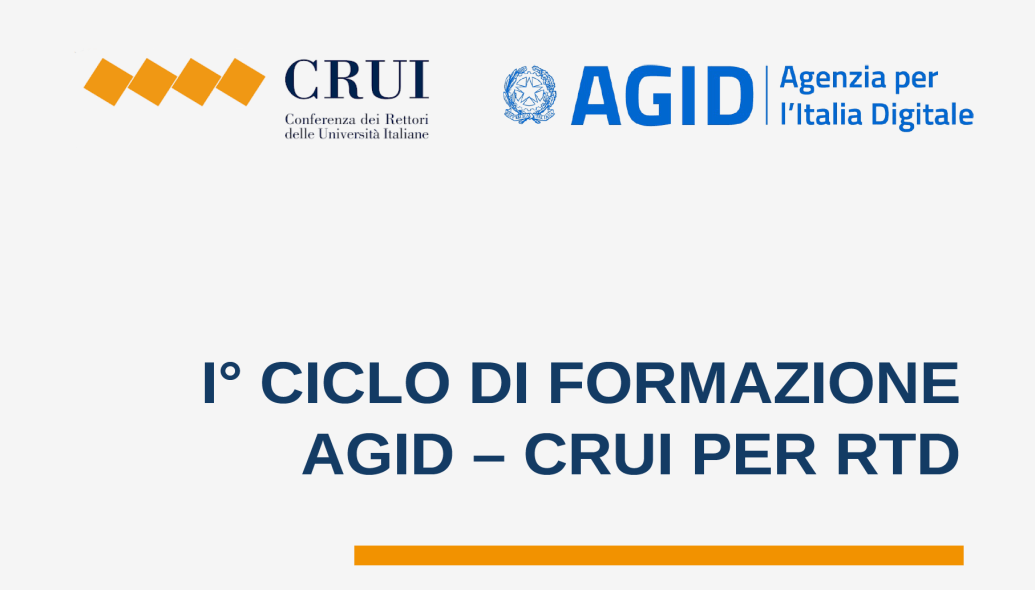 CRUI
Conferenza dei Rettori
delle Università Italiane
AGID
Agenzia per
l'Italia Digitale
I° CICLO DI FORMAZIONE
AGID – CRUI PER RTD